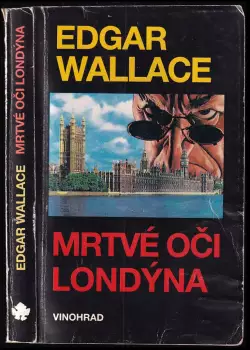 EDGAR WALLACE MRTVÉ OČI LONDÝNA
EDGAR
WALLACE
MRTVÉ OČI
LONDÝNA
VINOHRAD